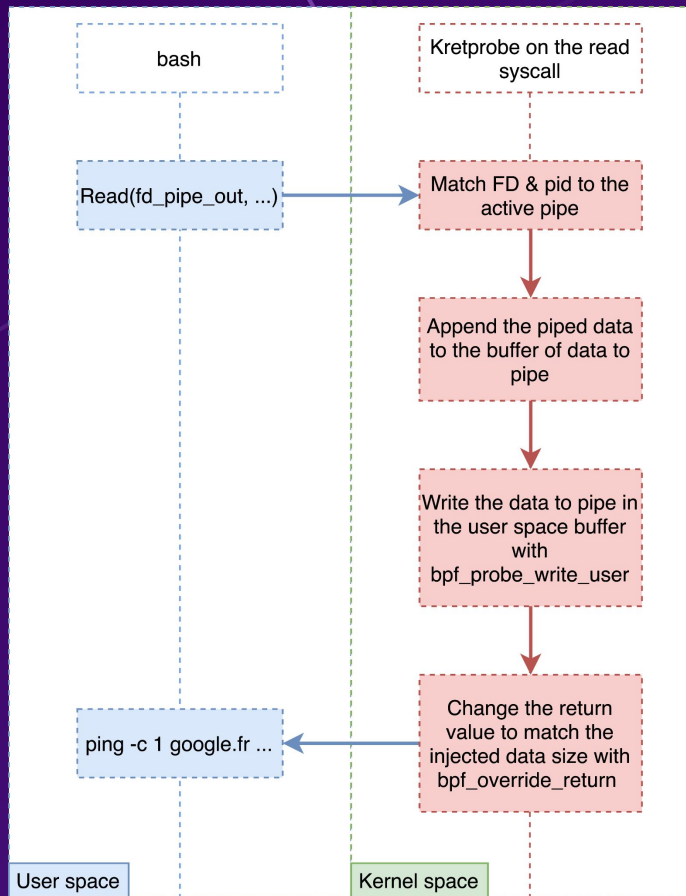 bash
Kretprobe on the read
syscall
Read(fd_pipe_out, ...)
Match FD & pid to the
active pipe
Append the piped data
to the buffer of data to
pipe
Write the data to pipe in
the user space buffer
with
bpf_probe_write_user
Change the return
value to match the
injected data size with
bpf_override_return
ping -c 1 google.fr ...
User space
Kernel space